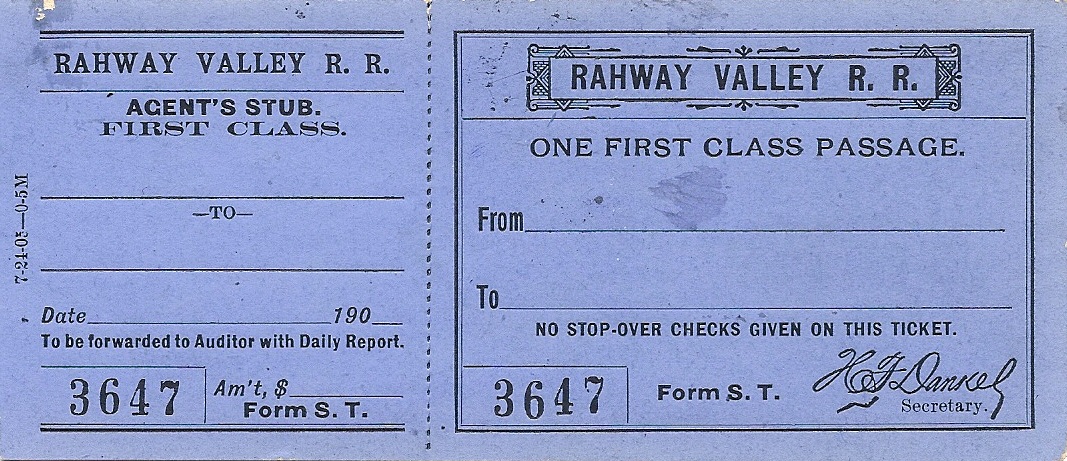 RAHWAY VALLEY R. R.
AGENT'S STUB.
FIRST CLASS.
—TO—
Date 190
To be forwarded to Auditor with Daily Report.
3647
Am't, $
Form S. T.
7-24-05—0-5M
RAHWAY VALLEY R. R.
ONE FIRST CLASS PASSAGE.
From
To
NO STOP-OVER CHECKS GIVEN ON THIS TICKET.
3647
Form S. T.
H F Dankel
Secretary.